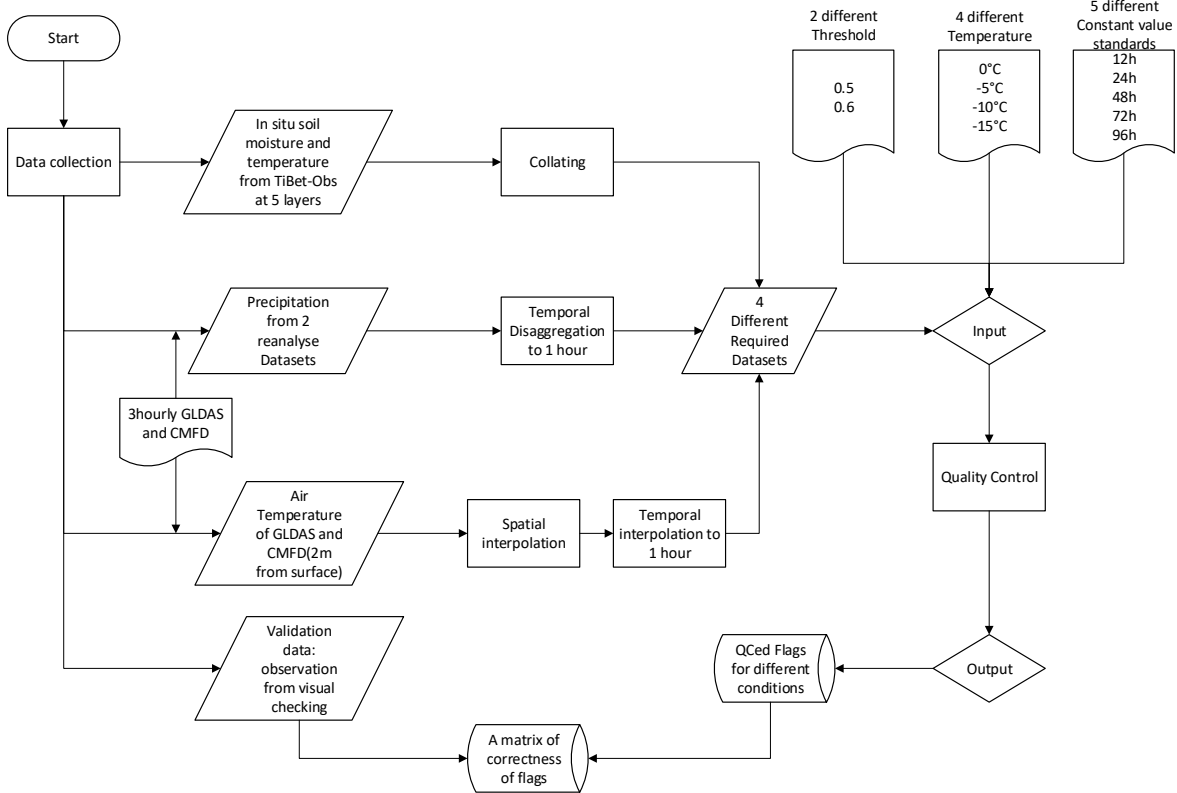 Start
2 different
Threshold
4 different
Temperature
5 different
Constant value
standards
0.5
0.6
0°C
-5°C
-10°C
-15°C
12h
24h
48h
72h
96h
Data collection
In situ soil
moisture and
temperature
from TiBet-Obs
at 5 layers
Collating
Precipitation
from 2
reanalyse
Datasets
Temporal
Disaggregation
to 1 hour
4
Different
Required
Datasets
Input
3hourly GLDAS
and CMFD
Quality Control
Air
Temperature
of GLDAS and
CMFD(2m
from surface)
Spatial
interpolation
Temporal
interpolation to
1 hour
Validation
data:
observation
from visual
checking
QCed Flags
for different
conditions
Output
A matrix of
correctness
of flags